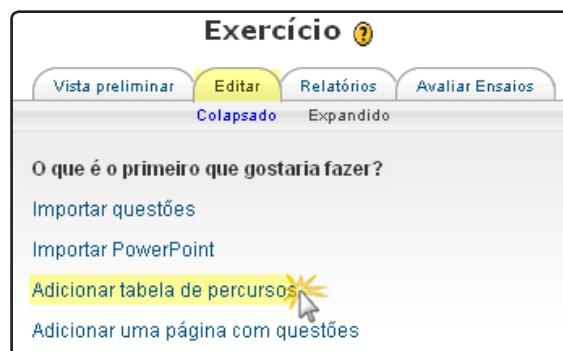 Exercício ?
Vista preliminar Editar Relatórios Avaliar Ensaios
Colapsado Expandido
O que é o primeiro que gostaria fazer?
Importar questões
Importar PowerPoint
Adicionar tabela de percursos
Adicionar uma página com questões